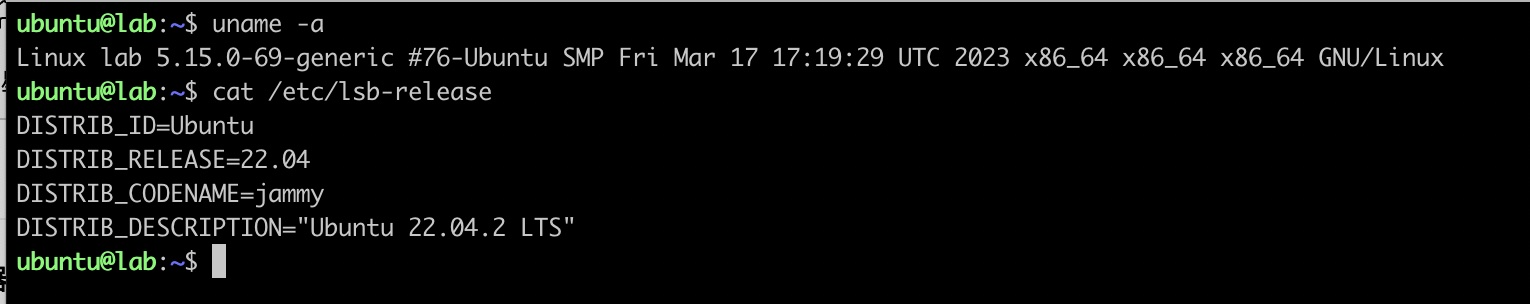 ubuntu@lab:~$ uname -a
Linux lab 5.15.0-69-generic #76-Ubuntu SMP Fri Mar 17 17:19:29 UTC 2023 x86_64 x86_64 x86_64 GNU/Linux
ubuntu@lab:~$ cat /etc/lsb-release
DISTRIB_ID=Ubuntu
DISTRIB_RELEASE=22.04
DISTRIB_CODENAME=jammy
DISTRIB_DESCRIPTION="Ubuntu 22.04.2 LTS"
ubuntu@lab:~$